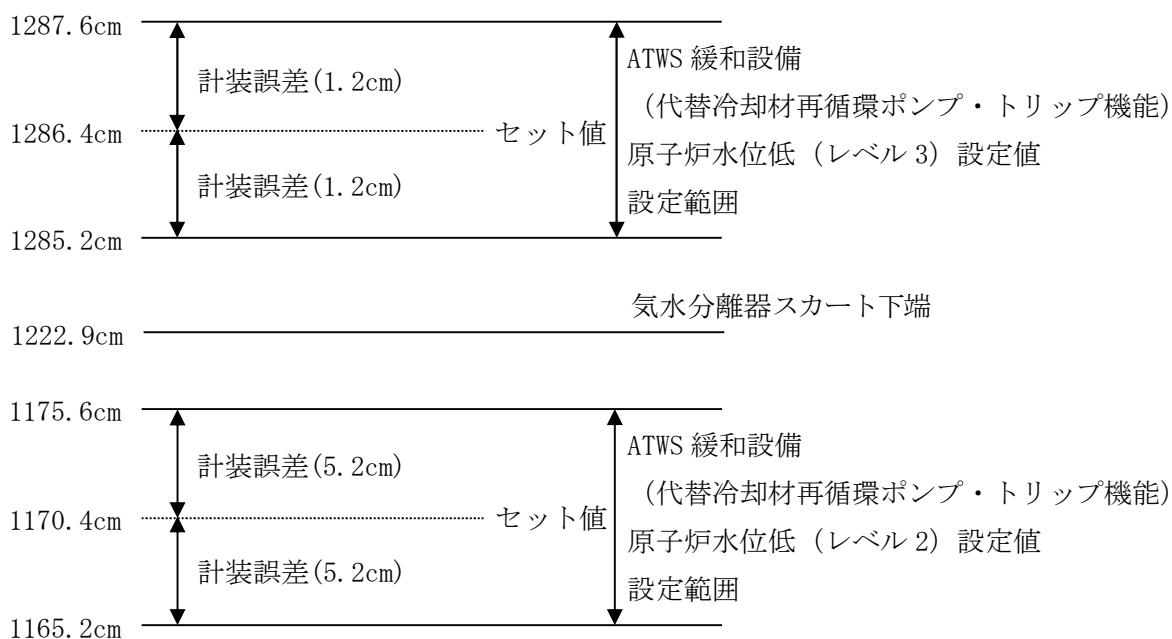 1287.6cm
計装誤差(1.2cm)
1286.4cm
セット値
計装誤差(1.2cm)
1285.2cm
ATWS 緩和設備
（代替冷却材再循環ポンプ・トリップ機能）
原子炉水位低（レベル 3）設定値
設定範囲
気水分離器スカート下端
1222.9cm
1175.6cm
計装誤差(5.2cm)
1170.4cm
セット値
計装誤差(5.2cm)
1165.2cm
ATWS 緩和設備
（代替冷却材再循環ポンプ・トリップ機能）
原子炉水位低（レベル 2）設定値
設定範囲